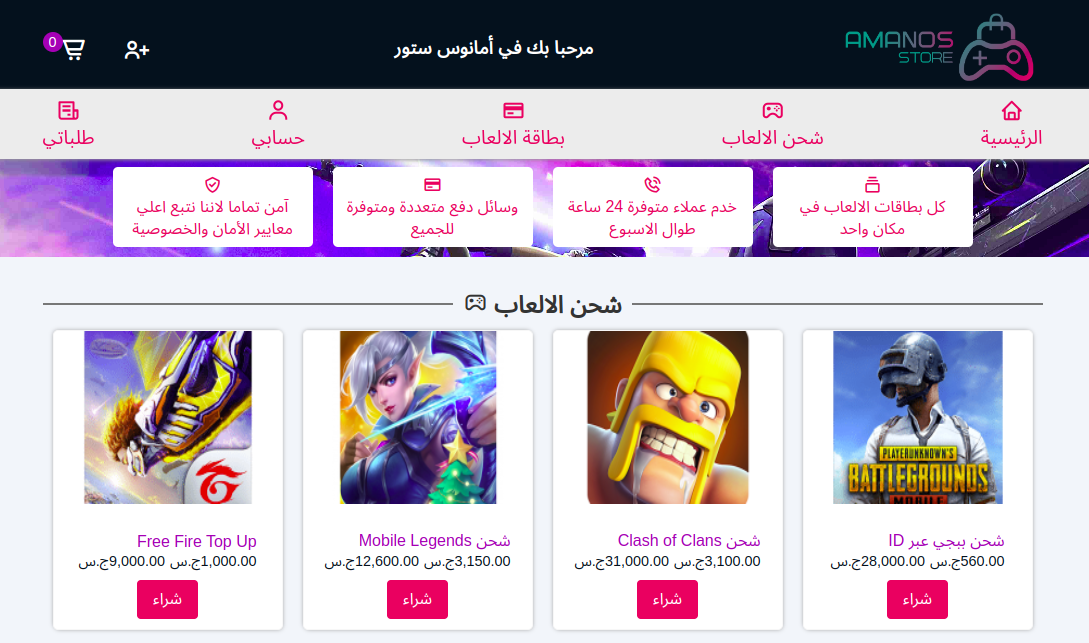 AMANOS
STORE
مرحبا بك في أمانوس ستور
0
الرئيسية
شحن الالعاب
بطاقة الالعاب
حسابي
طلباتي
كل بطاقات الالعاب في
مكان واحد
خدم عملاء متوفرة 24 ساعة
طوال الاسبوع
وسائل دفع متعددة ومتوفرة
للجميع
آمن تماما لاننا نتبع اعلي
معايير الأمان والخصوصية
شحن الالعاب
PLAYERUNKNOWN'S
BATTLEGROUNDS
MOBILE
شحن ببجي عبر ID
560.00ج.س 28,000.00ج.س
شراء
شحن Clash of Clans
3,100.00ج.س 31,000.00ج.س
شراء
شحن Mobile Legends
3,150.00ج.س 12,600.00ج.س
شراء
Free Fire Top Up
1,000.00ج.س 9,000.00ج.س
شراء